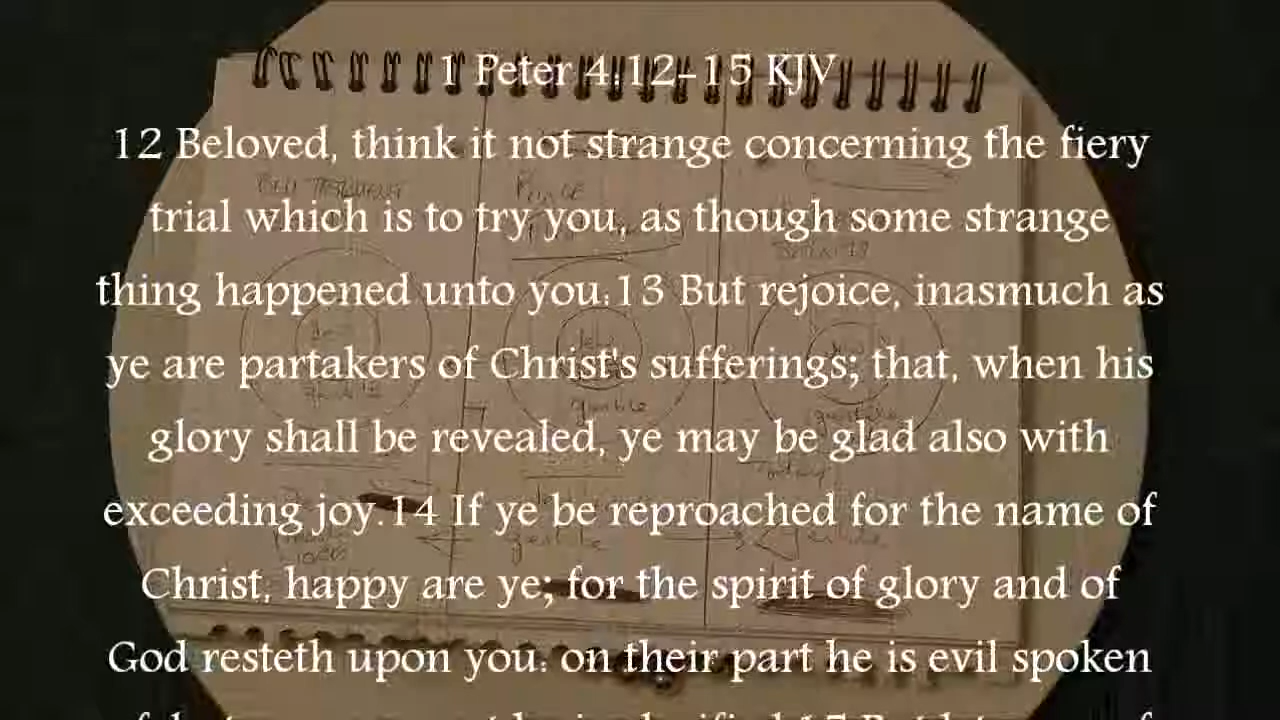 1 Peter 4:12-15 KJV
12 Beloved, think it not strange concerning the fiery
trial which is to try you, as though some strange
thing happened unto you:13 But rejoice, inasmuch as
ye are partakers of Christ's sufferings; that, when his
glory shall be revealed, ye may be glad also with
exceeding joy.14 If ye be reproached for the name of
Christ, happy are ye; for the spirit of glory and of
God resteth upon you: on their part he is evil spoken